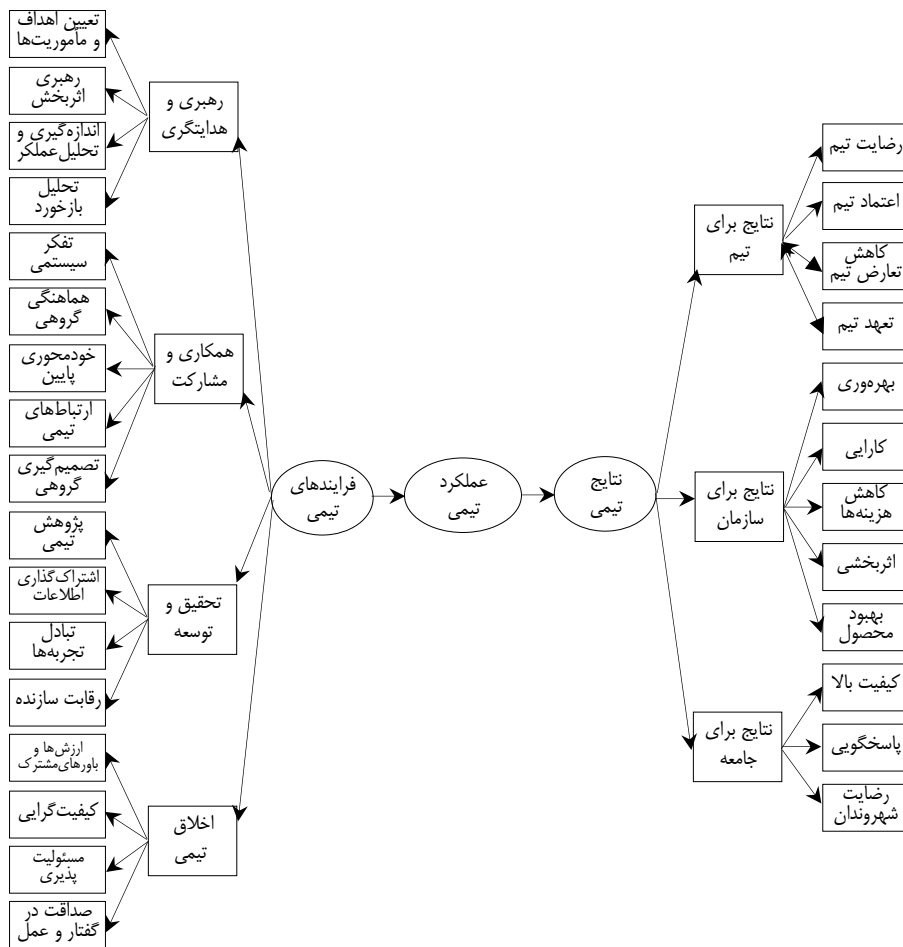 تعیین اهداف
و مأموریت‌ها
رهبری
اثربخش
اندازه‌گیری و
تحلیل‌عملکر
تحلیل
بازخورد
رهبری و
هدایتگری
تفکر
سیستمی
هماهنگی
گروهی
خودمحوری
پایین
ارتباط‌های
تیمی
تصمیم‌گیری
گروهی
همکاری و
مشارکت
پژوهش
تیمی
اشتراک‌گذاری
اطلاعات
تبادل
تجربه‌ها
رقابت سازنده
تحقیق و
توسعه
ارزش‌ها و
باورهای‌مشترک
کیفیت‌گرایی
مسئولیت
پذیری
صداقت در
گفتار و عمل
اخلاق
تیمی
فرایندهای
تیمی
عملکرد
تیمی
نتایج
تیمی
نتایج برای
تیم
رضایت تیم
اعتماد تیم
کاهش
تعارض تیم
تعهد تیم
نتایج برای
سازمان
بهره‌وری
کارایی
کاهش
هزینه‌ها
اثربخشی
بهبود
محصول
نتایج برای
جامعه
کیفیت بالا
پاسخگویی
رضایت
شهروندان